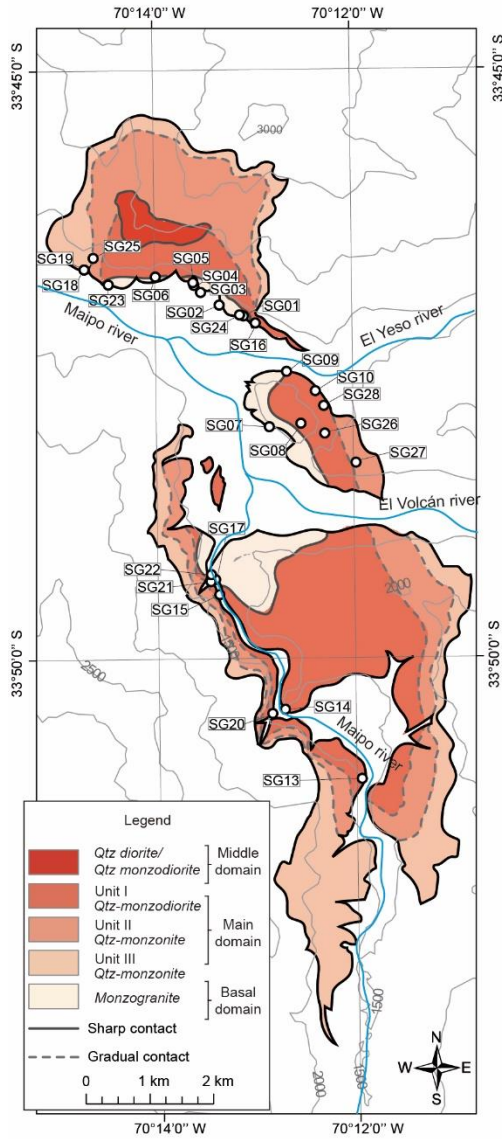 70°14'0'' W
70°12'0'' W
33°45'0'' S
33°45'0'' S
3000
SG25
SG05
SG19
SG04
SG03
SG18
SG01
SG23
SG06
SG02
SG24
SG16
El Yeso river
Maipo river
SG09
SG10
SG28
SG07
SG26
SG08
SG27
El Volcán river
SG17
SG22
SG21
2000
SG15
33°50'0'' S
33°50'0'' S
2500
SG14
SG20
Maipo river
SG13
Legend
Qtz diorite/
Qtz monzodiorite
Middle
domain
Unit I
Qtz-monzodiorite
Unit II
Qtz-monzonite
Main
domain
Unit III
Qtz-monzonite
Monzogranite
Basal
domain
Sharp contact
Gradual contact
0 1 km 2 km
1500
1500
2000
N
W E
S
70°14'0'' W
70°12'0'' W